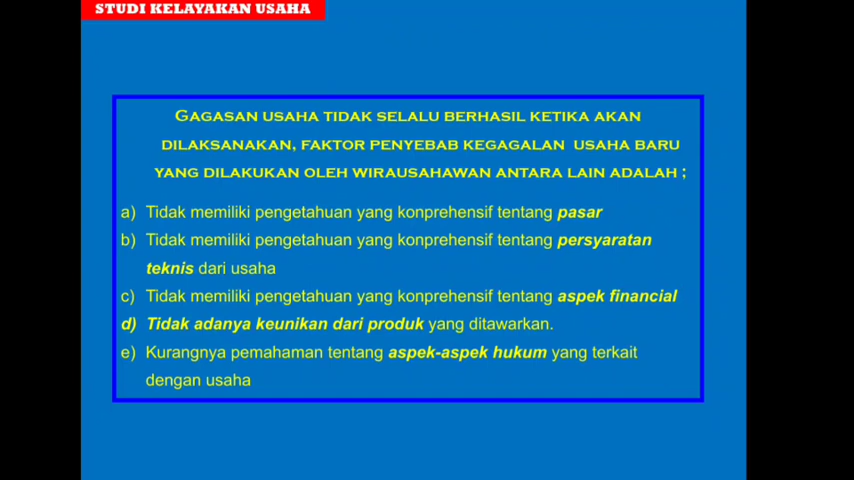 STUDI KELAYAKAN USAHA
GAGASAN USAHA TIDAK SELALU BERHASIL KETIKA AKAN
DILAKSANAKAN, FAKTOR PENYEBAB KEGAGALAN USAHA BARU
YANG DILAKUKAN OLEH WIRAUSAHAWAN ANTARA LAIN ADALAH ;
a) Tidak memiliki pengetahuan yang konprehensif tentang pasar
b) Tidak memiliki pengetahuan yang konprehensif tentang persyaratan
teknis dari usaha
c) Tidak memiliki pengetahuan yang konprehensif tentang aspek financial
d) Tidak adanya keunikan dari produk yang ditawarkan.
e) Kurangnya pemahaman tentang aspek-aspek hukum yang terkait
dengan usaha